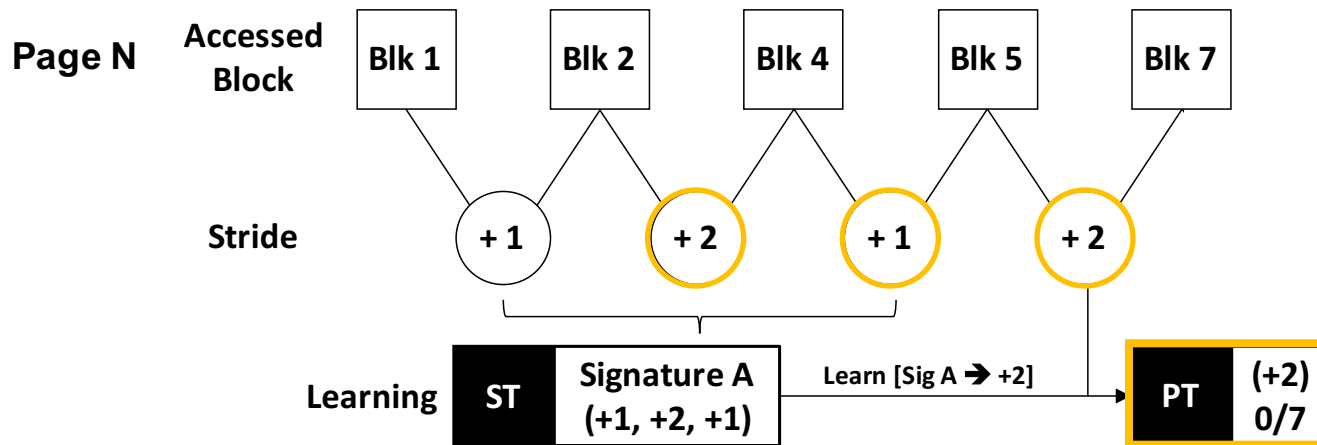 Page N
Accessed
Block
Blk 1
Blk 2
Blk 4
Blk 5
Blk 7
Stride
+ 1
+ 2
+ 1
+ 2
Learning
ST
Signature A
(+1, +2, +1)
Learn [Sig A ➔ +2]
PT
(+2)
0/7